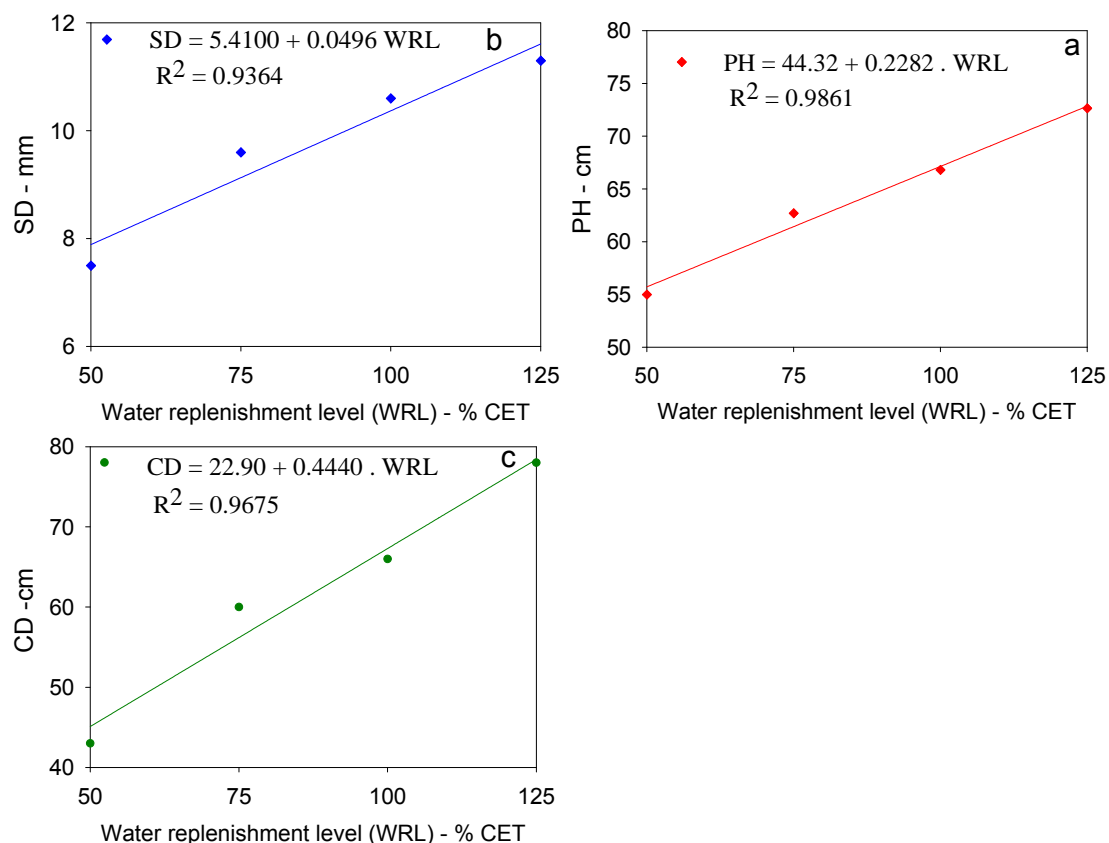 12
10
8
6
SD - mm
SD = 5.4100 + 0.0496 WRL
R² = 0.9364
b
50 75 100 125
Water replenishment level (WRL) - % CET
80
75
70
65
60
55
50
PH - cm
PH = 44.32 + 0.2282 . WRL
R² = 0.9861
a
50 75 100 125
Water replenishment level (WRL) - % CET
80
70
60
50
40
CD -cm
CD = 22.90 + 0.4440 . WRL
R² = 0.9675
c
50 75 100 125
Water replenishment level (WRL) - % CET